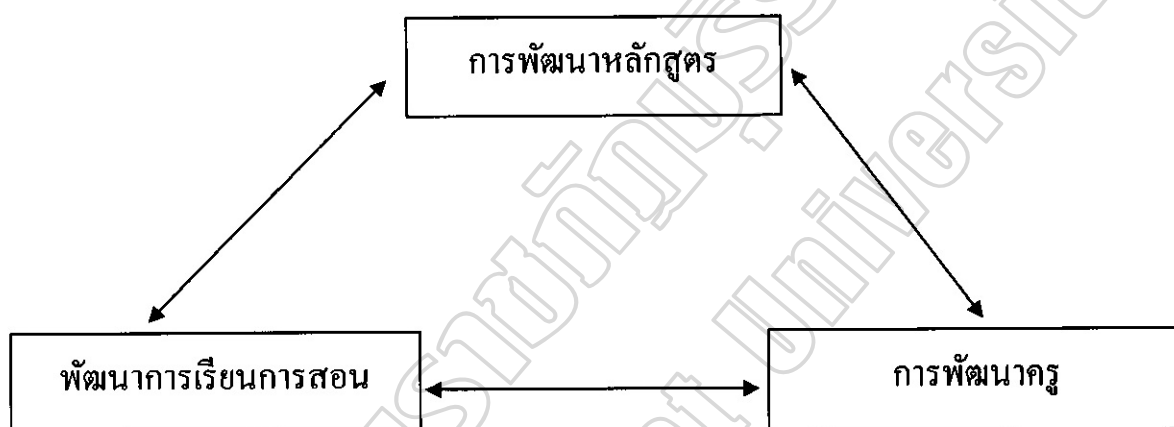 การพัฒนาหลักสูตร
พัฒนาการเรียนการสอน
การพัฒนาครู